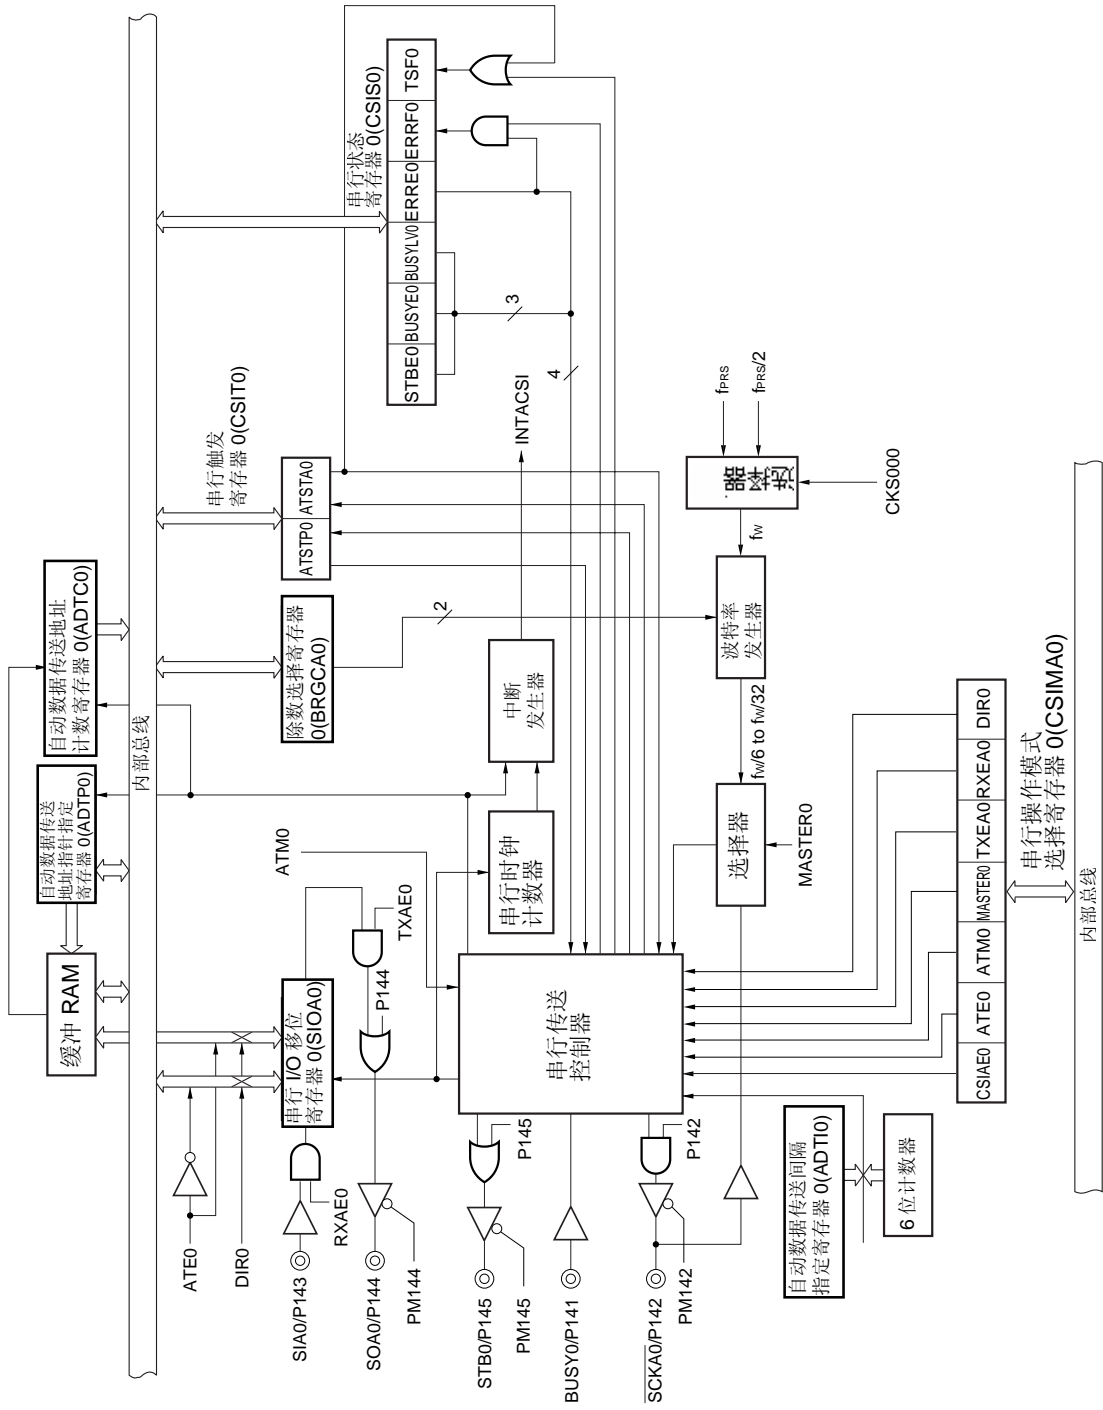 缓冲 RAM
自动数据传送
地址指针指定
寄存器 0(ADTP0)
自动数据传送地址
计数寄存器 0(ADTC0)
内部总线
ATE0
DIR0
SIA0/P143
RXAE0
串行 I/O 移位
寄存器 0(SIOA0)
除数选择寄存器
0(BRGCA0)
串行触发
寄存器 0(CSIT0)
ATSTP0
ATSTA0
串行状态
寄存器 0(CSIS0)
STBE0
BUSYE0
BUSYLV0
ERRE0
ERRF0
TSF0
SOA0/P144
PM144
P144
TXAE0
ATM0
STB0/P145
PM145
P145
BUSY0/P141
串行传送
控制器
串行时钟
计数器
中断
发生器
INTACSI
2
3
4
SCKA0/P142
PM142
P142
选择器
MASTER0
fw/6 to fw/32
波特率
发生器
fw
选择器
fPRS
fPRS/2
CKS000
自动数据传送间隔
指定寄存器 0(ADTI0)
6 位计数器
CSIAE0
ATE0
ATM0
MASTER0
TXEA0
RXEA0
DIR0
串行操作模式
选择寄存器 0(CSIMA0)
内部总线